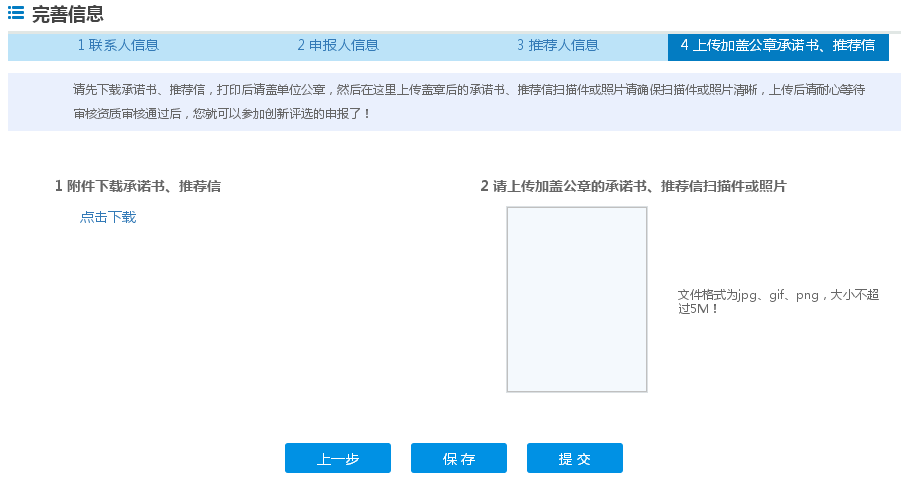 完善信息
1 联系人信息
2 申报人信息
3 推荐人信息
4 上传加盖公章承诺书、推荐信
请先下载承诺书、推荐信，打印后请盖单位公章，然后在这里上传盖章后的承诺书、推荐信扫描件或照片请确保扫描件或照片清晰，上传后请耐心等待
审核资质审核通过后，您就可以参加创新评选的申报了！
1 附件下载承诺书、推荐信
点击下载
2 请上传加盖公章的承诺书、推荐信扫描件或照片
文件格式为jpg、gif、png，大小不超
过5M！
上一步
保 存
提 交